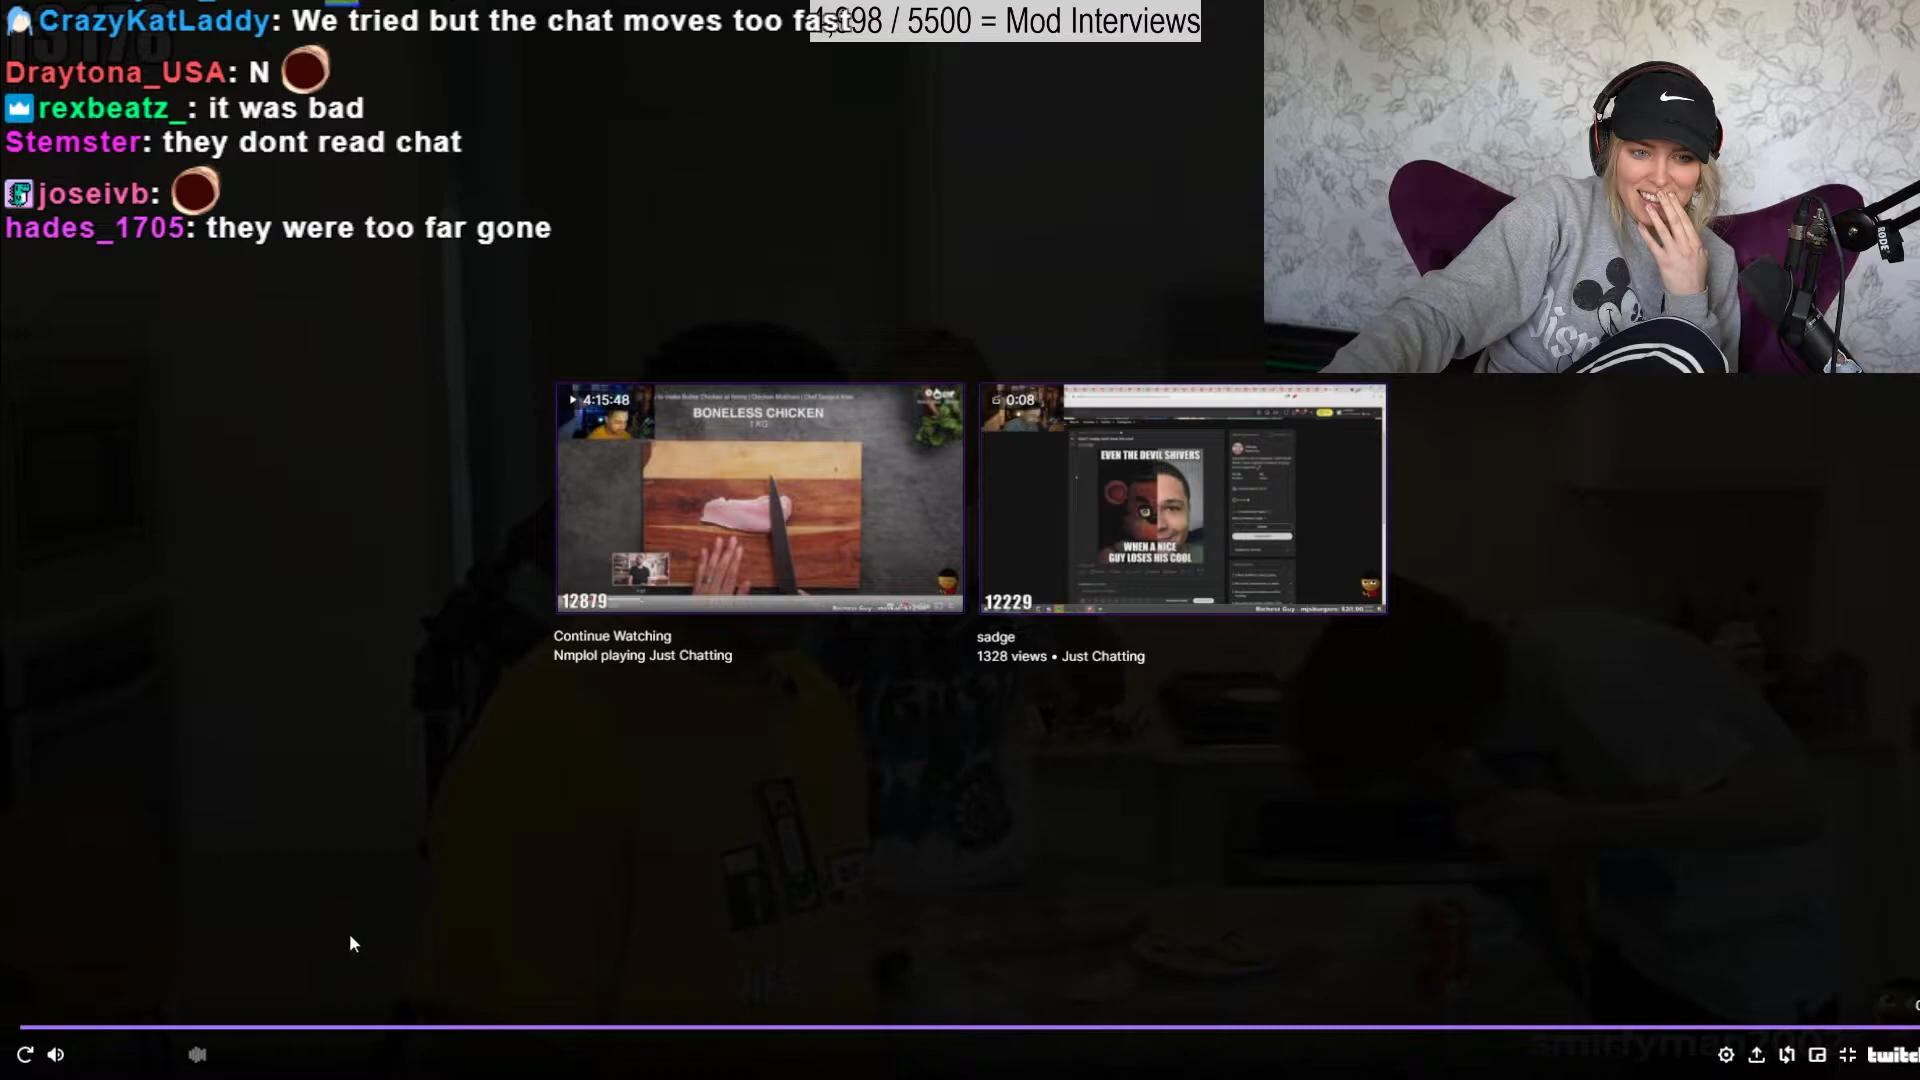 CrazyKatLaddy: We tried but the chat moves too fast
/ 5500 = Mod Interviews
Draytona_USA: N
rexbeatz_: it was bad
Stemster: they dont read chat
joseivb:
hades_1705: they were too far gone
RØDE
4:15:48
BONELESS CHICKEN
1 KG
12879
0:08
EVEN THE DEVIL SHIVERS
WHEN A NICE
GUY LOSES HIS COOL
12229
Continue Watching
Nmplol playing Just Chatting
sadge
1328 views • Just Chatting